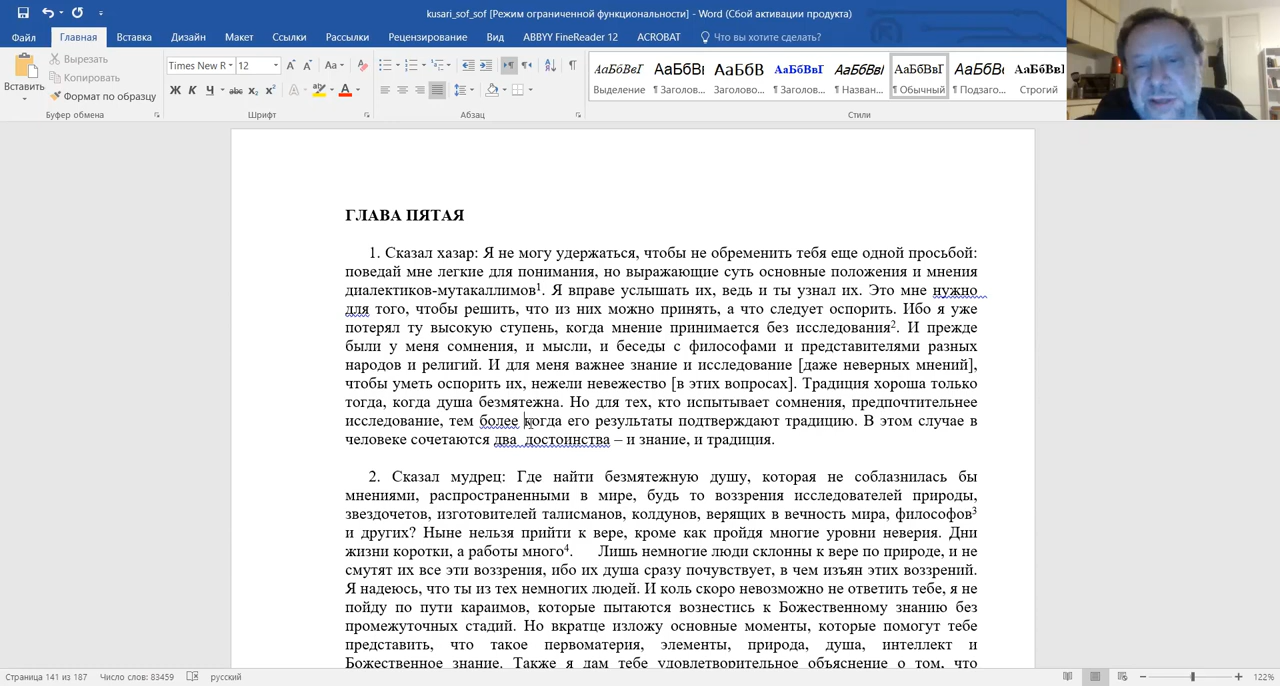 kusari_sof_sof [Режим ограниченной функциональности] - Word (Сбой активации продукта)
Файл Главная Вставка Дизайн Макет Ссылки Рассылки Рецензирование Вид ABBYY FineReader 12 ACROBAT Что вы хотите сделать?
Вставить
Вырезать
Копировать
Формат по образцу
Буфер обмена
Times New R 12
Ж К Ч abc x₂ x²
Шрифт
Абзац
АаБбВвГ АаБбВ АаБбВ АаБбВвГ АаБбВв АаБбВвГ АаБбВ АаБбВвГ
Выделение ¶ Заголов... Заголово... ¶ Заголов... ¶ Назван... ¶ Обычный ¶ Подзаго... Строгий
Стили
ГЛАВА ПЯТАЯ
1. Сказал хазар: Я не могу удержаться, чтобы не обременить тебя еще одной просьбой:
поведай мне легкие для понимания, но выражающие суть основные положения и мнения
диалектиков-мутакаллимов¹. Я вправе услышать их, ведь и ты узнал их. Это мне нужно
для того, чтобы решить, что из них можно принять, а что следует оспорить. Ибо я уже
потерял ту высокую ступень, когда мнение принимается без исследования². И прежде
были у меня сомнения, и мысли, и беседы с философами и представителями разных
народов и религий. И для меня важнее знание и исследование [даже неверных мнений],
чтобы уметь оспорить их, нежели невежество [в этих вопросах]. Традиция хороша только
тогда, когда душа безмятежна. Но для тех, кто испытывает сомнения, предпочтительнее
исследование, тем более когда его результаты подтверждают традицию. В этом случае в
человеке сочетаются два достоинства – и знание, и традиция.
2. Сказал мудрец: Где найти безмятежную душу, которая не соблазнилась бы
мнениями, распространенными в мире, будь то воззрения исследователей природы,
звездочетов, изготовителей талисманов, колдунов, верящих в вечность мира, философов³
и других? Ныне нельзя прийти к вере, кроме как пройдя многие уровни неверия. Дни
жизни коротки, а работы много⁴. Лишь немногие люди склонны к вере по природе, и не
смутят их все эти воззрения, ибо их душа сразу почувствует, в чем изъян этих воззрений.
Я надеюсь, что ты из тех немногих людей. И коль скоро невозможно не ответить тебе, я не
пойду по пути караимов, которые пытаются вознестись к Божественному знанию без
промежуточных стадий. Но вкратце изложу основные моменты, которые помогут тебе
представить, что такое первоматерия, элементы, природа, душа, интеллект и
Божественное знание. Также я дам тебе удовлетворительное объяснение о том, что
Страница 141 из 187 Число слов: 83459 русский 122%